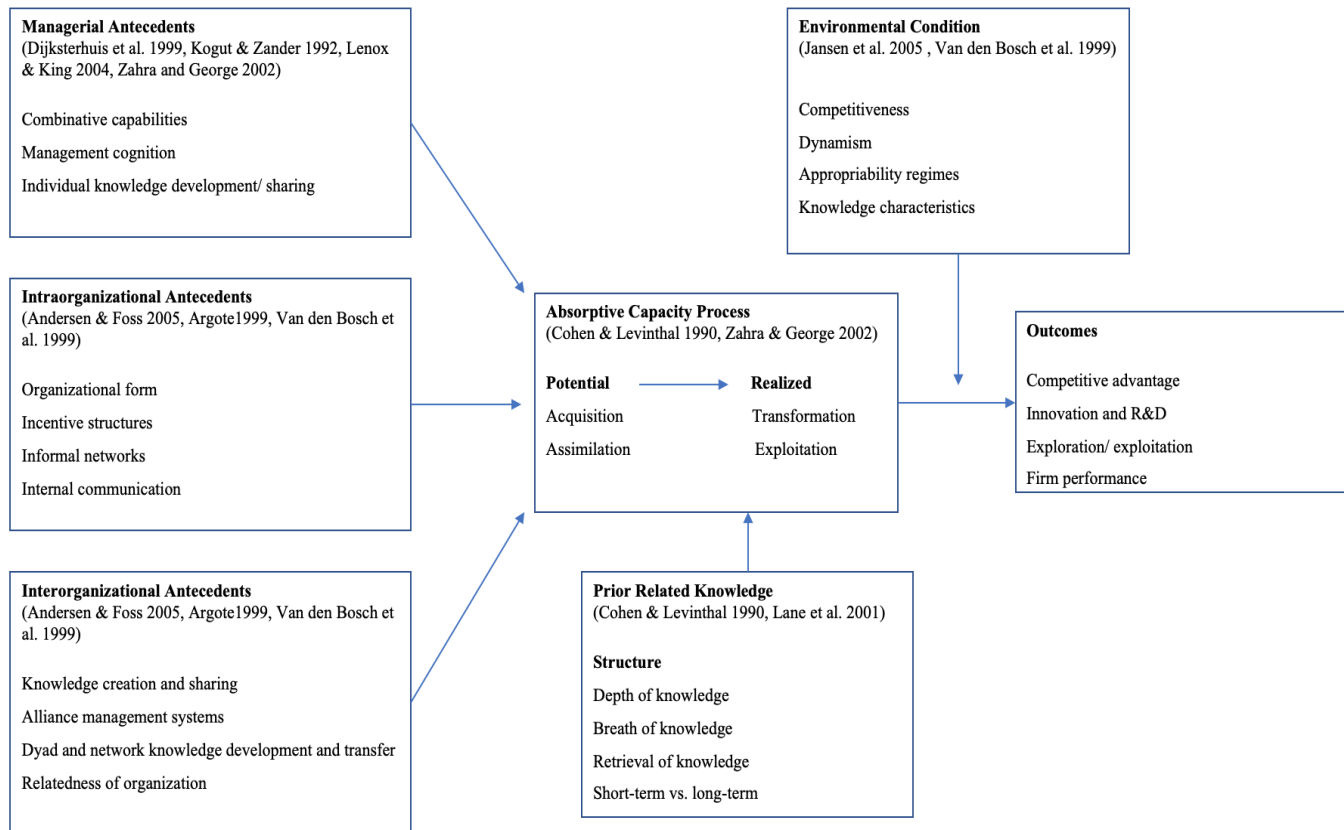 Managerial Antecedents
(Dijksterhuis et al. 1999, Kogut & Zander 1992, Lenox
& King 2004, Zahra and George 2002)
Combinative capabilities
Management cognition
Individual knowledge development/ sharing
Environmental Condition
(Jansen et al. 2005 , Van den Bosch et al. 1999)
Competitiveness
Dynamism
Appropriability regimes
Knowledge characteristics
Intraorganizational Antecedents
(Andersen & Foss 2005, Argote1999, Van den Bosch et
al. 1999)
Organizational form
Incentive structures
Informal networks
Internal communication
Absorptive Capacity Process
(Cohen & Levinthal 1990, Zahra & George 2002)
Potential Realized
Acquisition Transformation
Assimilation Exploitation
Outcomes
Competitive advantage
Innovation and R&D
Exploration/ exploitation
Firm performance
Interorganizational Antecedents
(Andersen & Foss 2005, Argote1999, Van den Bosch et
al. 1999)
Knowledge creation and sharing
Alliance management systems
Dyad and network knowledge development and transfer
Relatedness of organization
Prior Related Knowledge
(Cohen & Levinthal 1990, Lane et al. 2001)
Structure
Depth of knowledge
Breath of knowledge
Retrieval of knowledge
Short-term vs. long-term